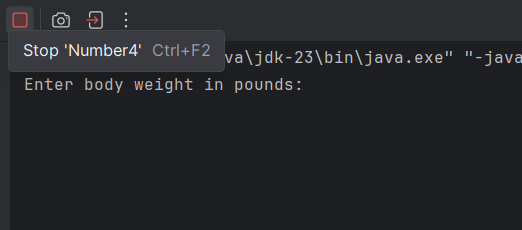 Stop 'Number4' Ctrl+F2
va\jdk-23\bin\java.exe" "-java
Enter body weight in pounds: